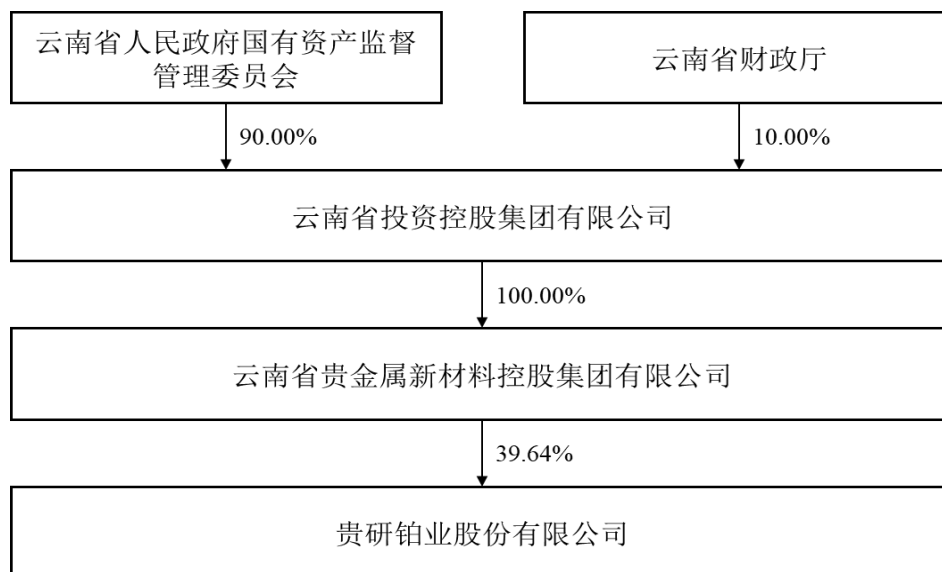 云南省人民政府国有资产监督
管理委员会
云南省财政厅
90.00%
10.00%
云南省投资控股集团有限公司
100.00%
云南省贵金属新材料控股集团有限公司
39.64%
贵研铂业股份有限公司